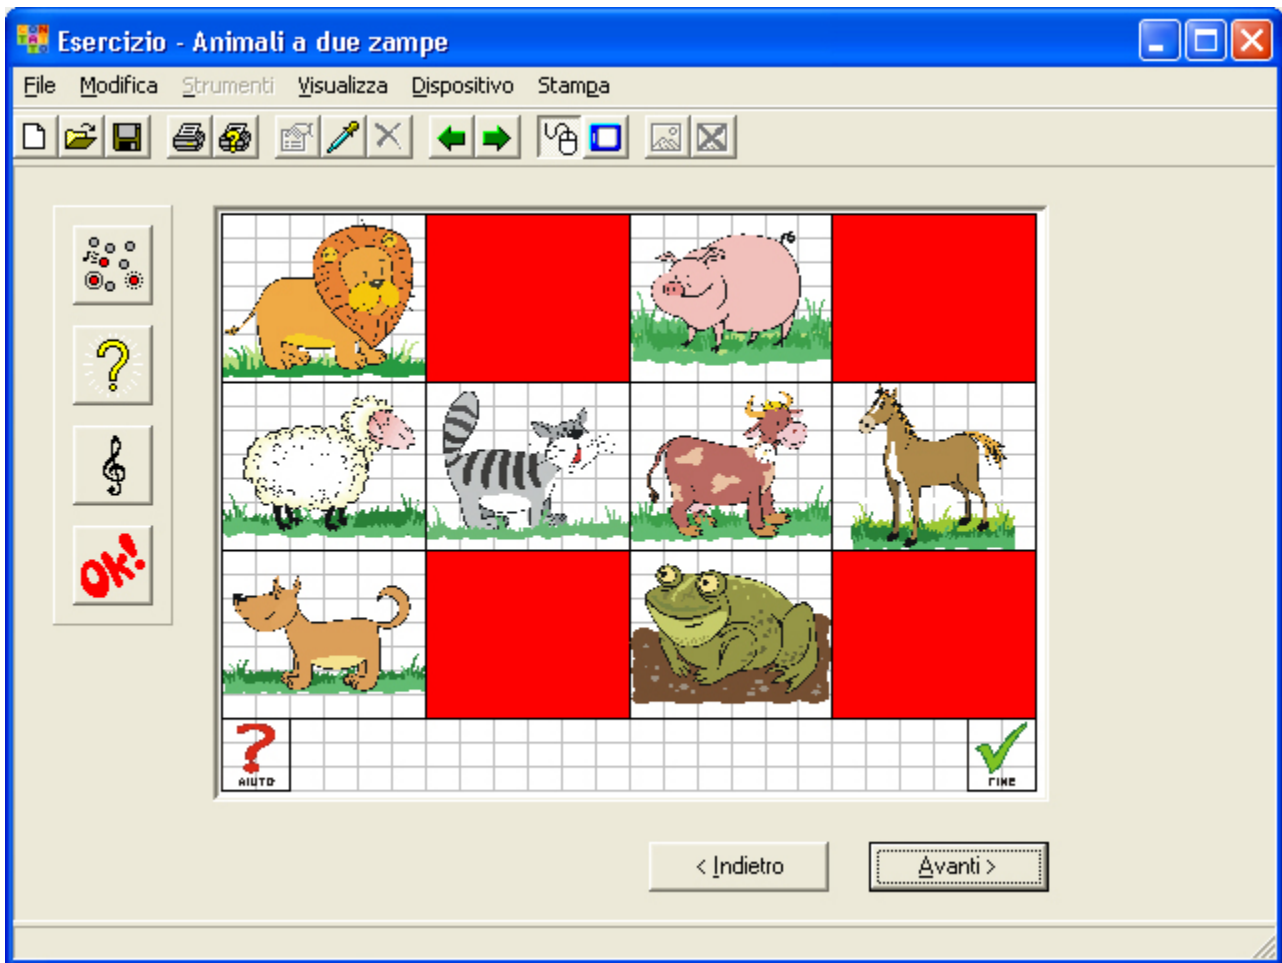 Esercizio - Animali a due zampe
File Modifica Strumenti Visualizza Dispositivo Stampa
Ok!
AIUTO
FINE
< Indietro
Avanti >